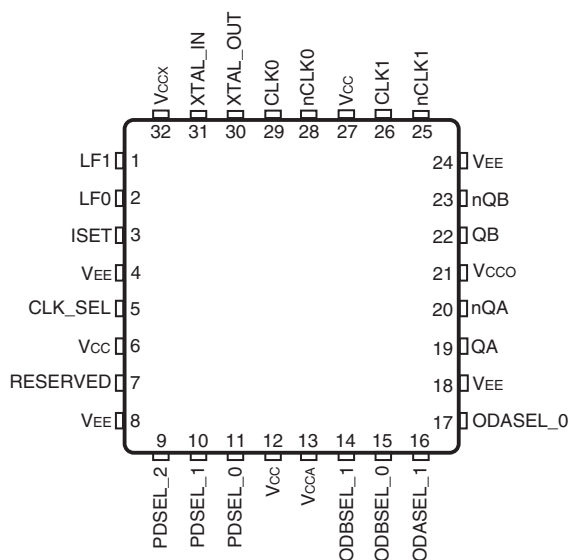 VCCX
XTAL_IN
XTAL_OUT
CLK0
nCLK0
VCC
CLK1
nCLK1
32 31 30 29 28 27 26 25
LF1 1
LF0 2
ISET 3
VEE 4
CLK_SEL 5
VCC 6
RESERVED 7
VEE 8
24 VEE
23 nQB
22 QB
21 VCCO
20 nQA
19 QA
18 VEE
17 ODASEL_0
9 10 11 12 13 14 15 16
PDSEL_2
PDSEL_1
PDSEL_0
VCC
VCCA
ODBSEL_1
ODBSEL_0
ODASEL_1